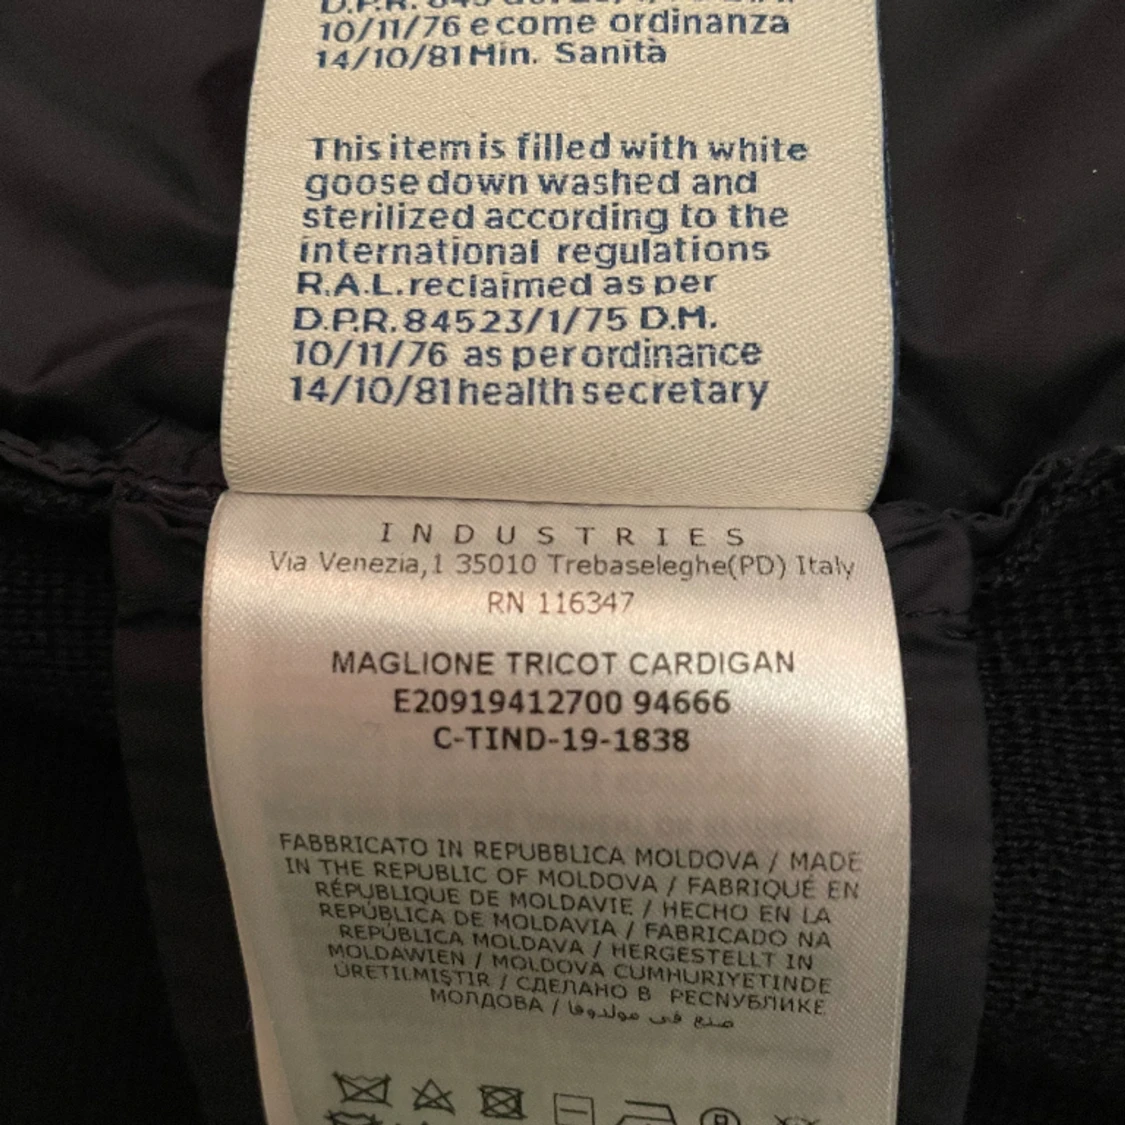 10/11/76 e come ordinanza
14/10/81 Min. Sanità
This item is filled with white
goose down washed and
sterilized according to the
international regulations
R.A.L. reclaimed as per
D.P.R. 845 23/1/75 D.M.
10/11/76 as per ordinance
14/10/81 health secretary
INDUSTRIES
Via Venezia,1 35010 Trebaseleghe(PD) Italy
RN 116347
MAGLIONE TRICOT CARDIGAN
E20919412700 94666
C-TIND-19-1838
FABBRICATO IN REPUBBLICA MOLDOVA / MADE
IN THE REPUBLIC OF MOLDOVA / FABRIQUÉ EN
RÉPUBLIQUE DE MOLDAVIE / HECHO EN LA
REPÚBLICA DE MOLDAVIA / FABRICADO NA
REPÚBLICA MOLDAVA / HERGESTELLT IN
MOLDAWIEN / MOLDOVA CUMHURIYETINDE
ÜRETILMIŞTIR / СДЕЛАНО В РЕСПУБЛИКЕ
МОЛДОВА / صنع في مولدوفا